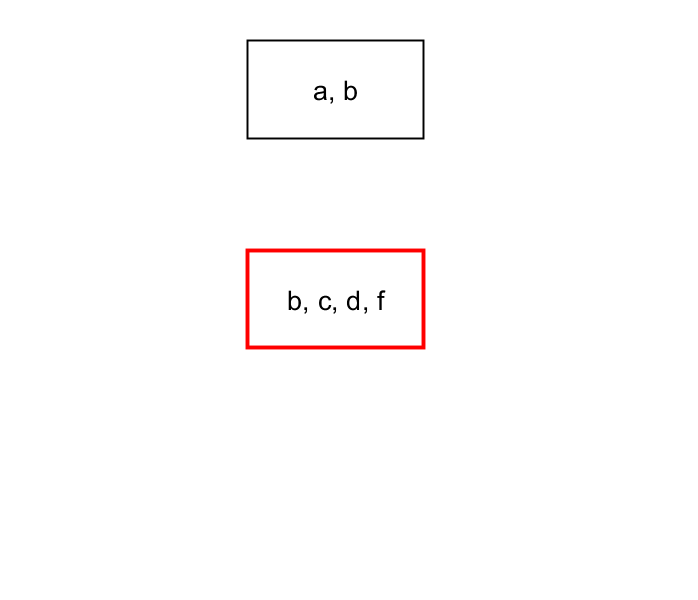 a, b
b, c, d, f